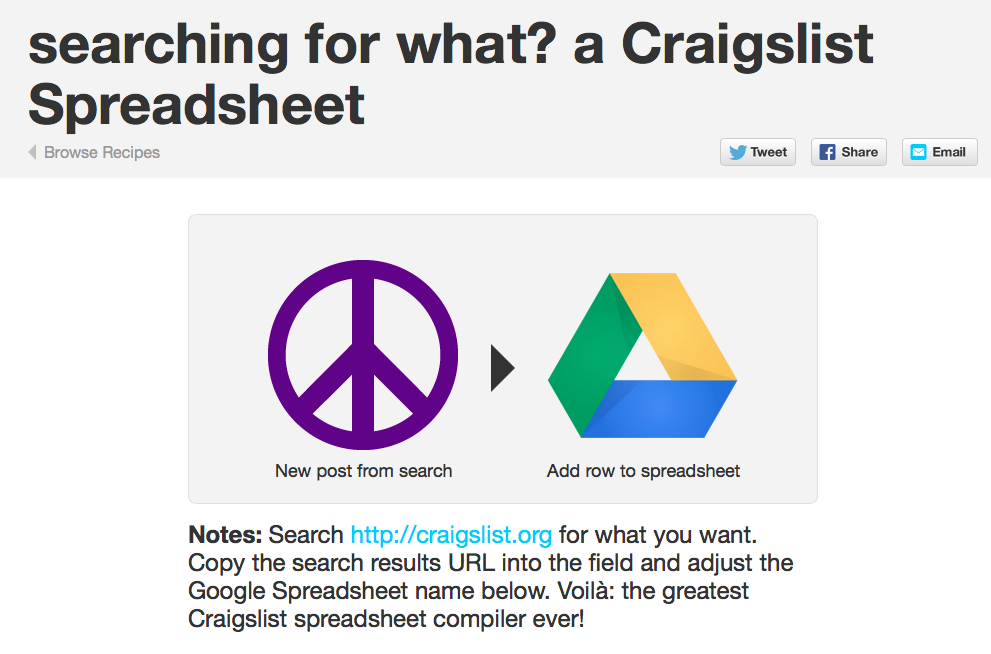 searching for what? a Craigslist
Spreadsheet
Browse Recipes
Tweet
Share
Email
New post from search
Add row to spreadsheet
Notes: Search http://craigslist.org for what you want.
Copy the search results URL into the field and adjust the
Google Spreadsheet name below. Voilà: the greatest
Craigslist spreadsheet compiler ever!